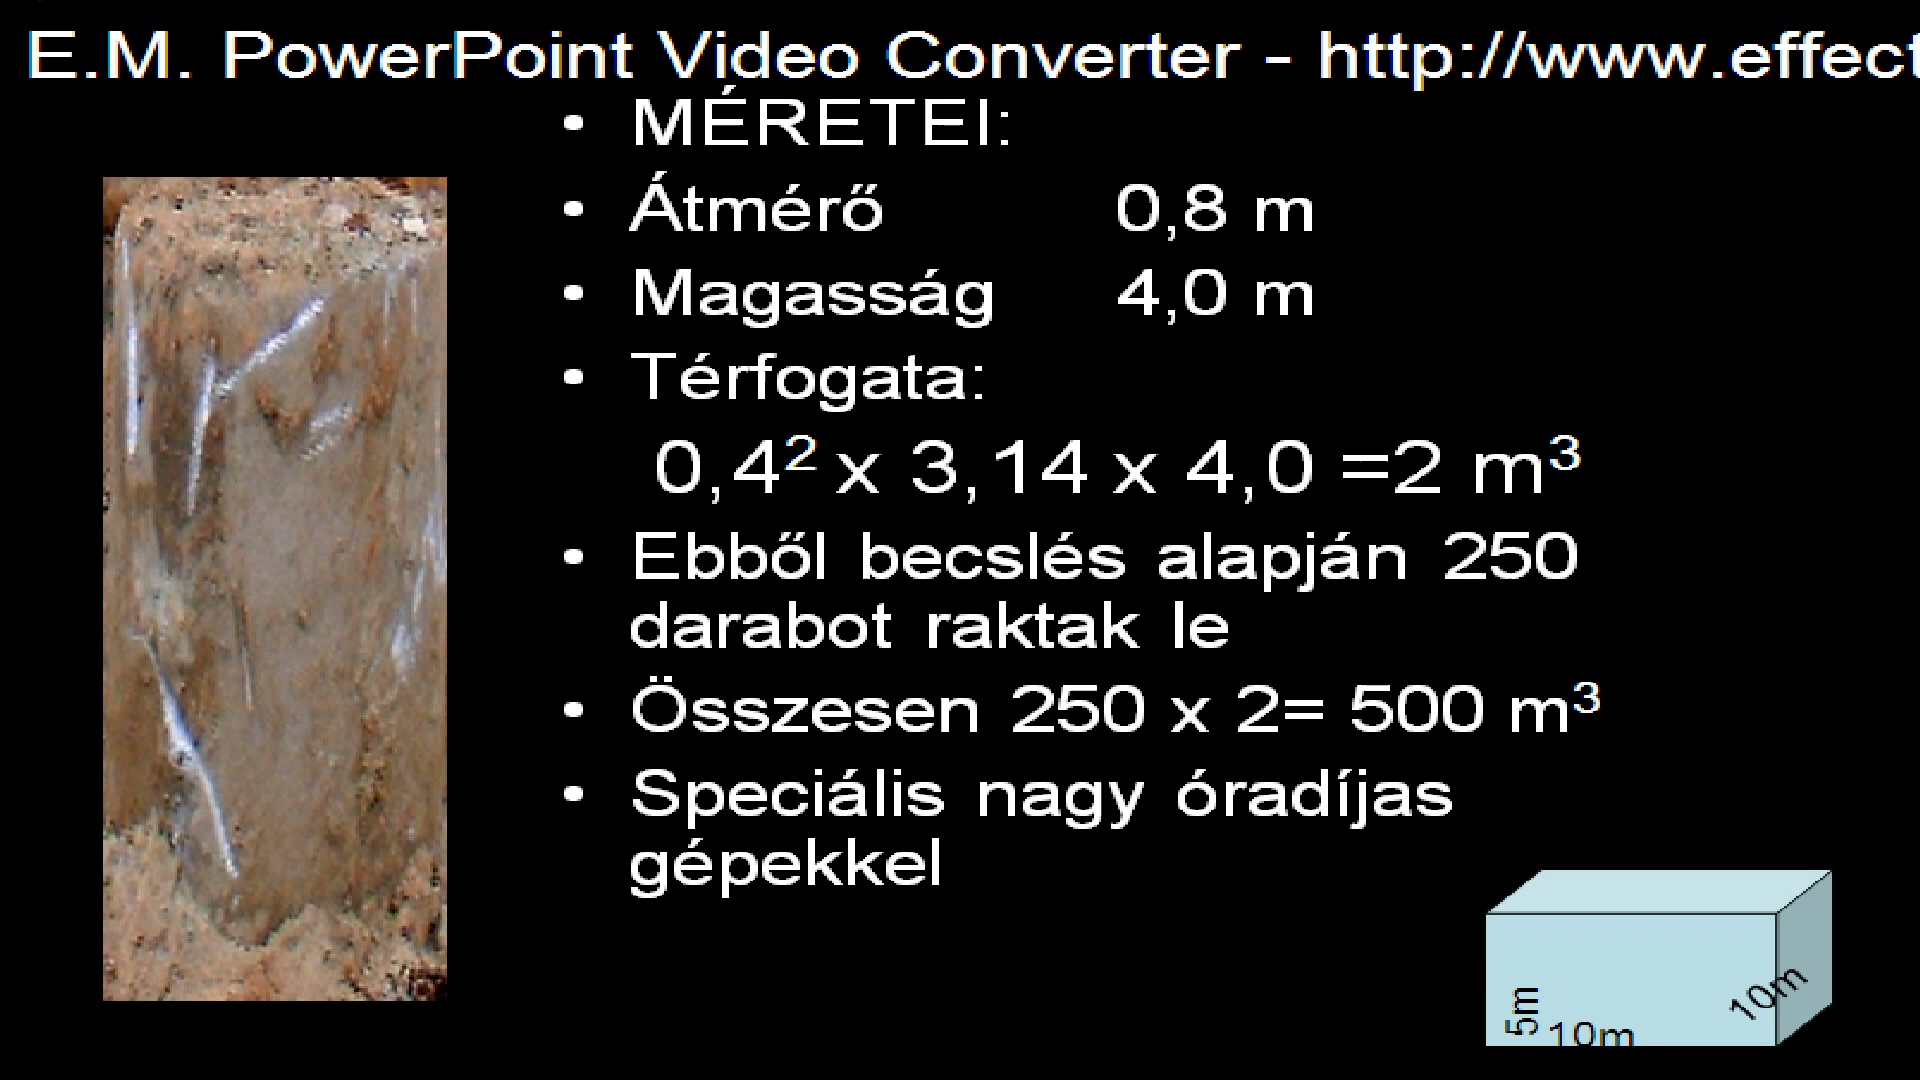 E.M. PowerPoint Video Converter - http://www.effect
• MÉRETEI:
• Átmérő 0,8 m
• Magasság 4,0 m
• Térfogata:
0,4² x 3,14 x 4,0 =2 m³
• Ebből becslés alapján 250
darabot raktak le
• Összesen 250 x 2= 500 m³
• Speciális nagy óradíjas
gépekkel
5m
10m
10m